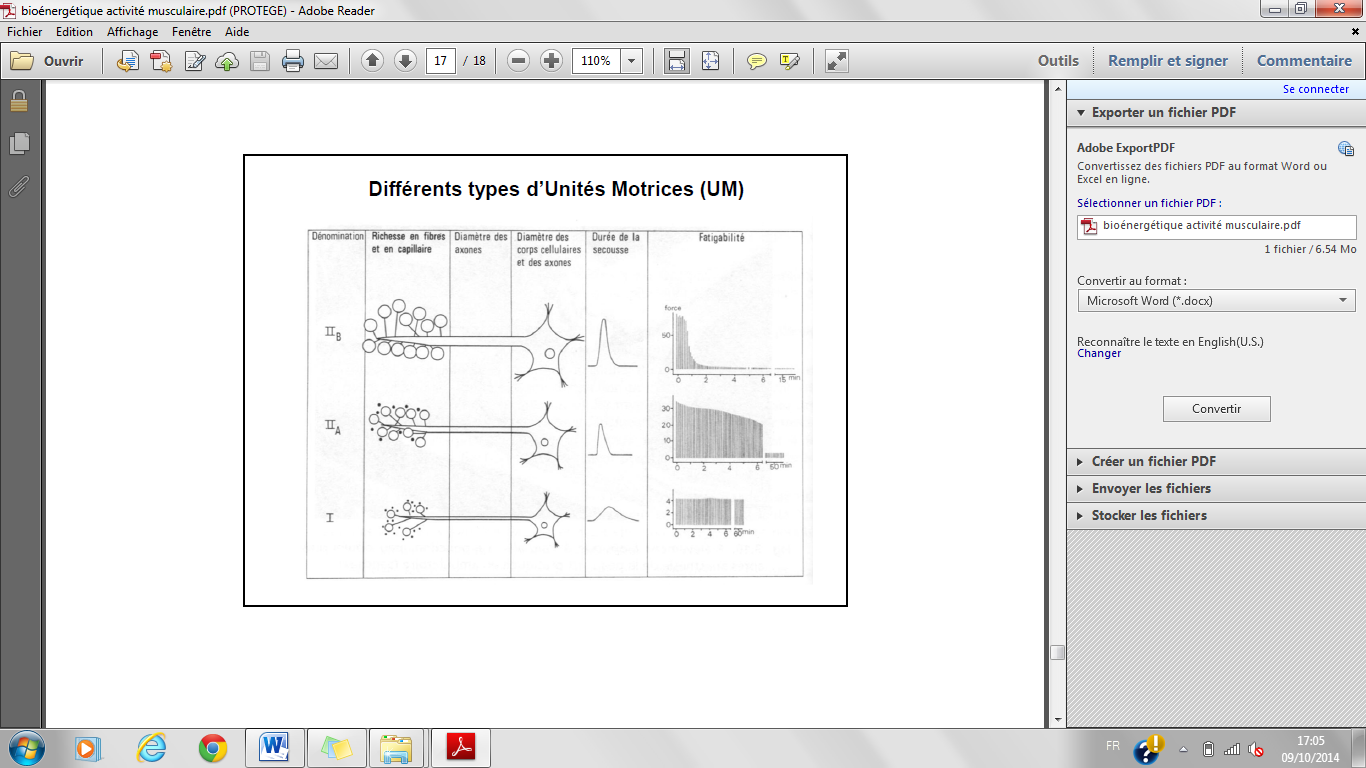 bioénergétique activité musculaire.pdf (PROTEGE) - Adobe Reader
Fichier Edition Affichage Fenêtre Aide
Ouvrir
17 / 18
110%
Outils
Remplir et signer
Commentaire
Se connecter
Exporter un fichier PDF
Adobe ExportPDF
Convertissez des fichiers PDF au format Word ou
Excel en ligne.
Sélectionner un fichier PDF :
bioénergétique activité musculaire.pdf
1 fichier / 6.54 Mo
Convertir au format :
Microsoft Word (*.docx)
Reconnaître le texte en English(U.S.)
Changer
Convertir
Créer un fichier PDF
Envoyer les fichiers
Stocker les fichiers
Différents types d'Unités Motrices (UM)
Dénomination
Richesse en fibres
et en capillaire
Diamètre des
axones
Diamètre des
corps cellulaires
et des axones
Durée de la
secousse
Fatigabilité
II B
force
50
0
0 2 4 6 15 min
II A
30
20
10
0
0 2 4 6 60 min
I
4
2
0
0 2 4 6 60 min
FR
17:05
09/10/2014